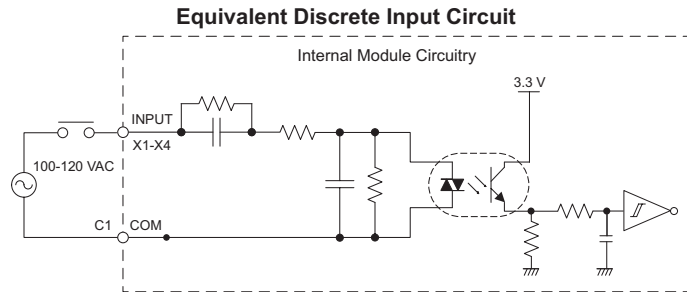 Equivalent Discrete Input Circuit
Internal Module Circuitry
3.3 V
INPUT
X1-X4
100-120 VAC
C1
COM